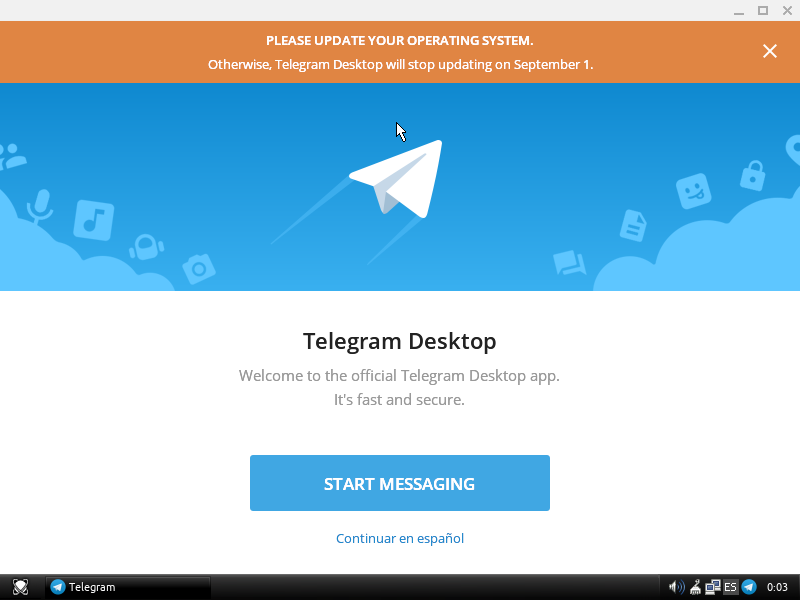 PLEASE UPDATE YOUR OPERATING SYSTEM.
Otherwise, Telegram Desktop will stop updating on September 1.
Telegram Desktop
Welcome to the official Telegram Desktop app.
It's fast and secure.
START MESSAGING
Continuar en español
Telegram
ES
0:03